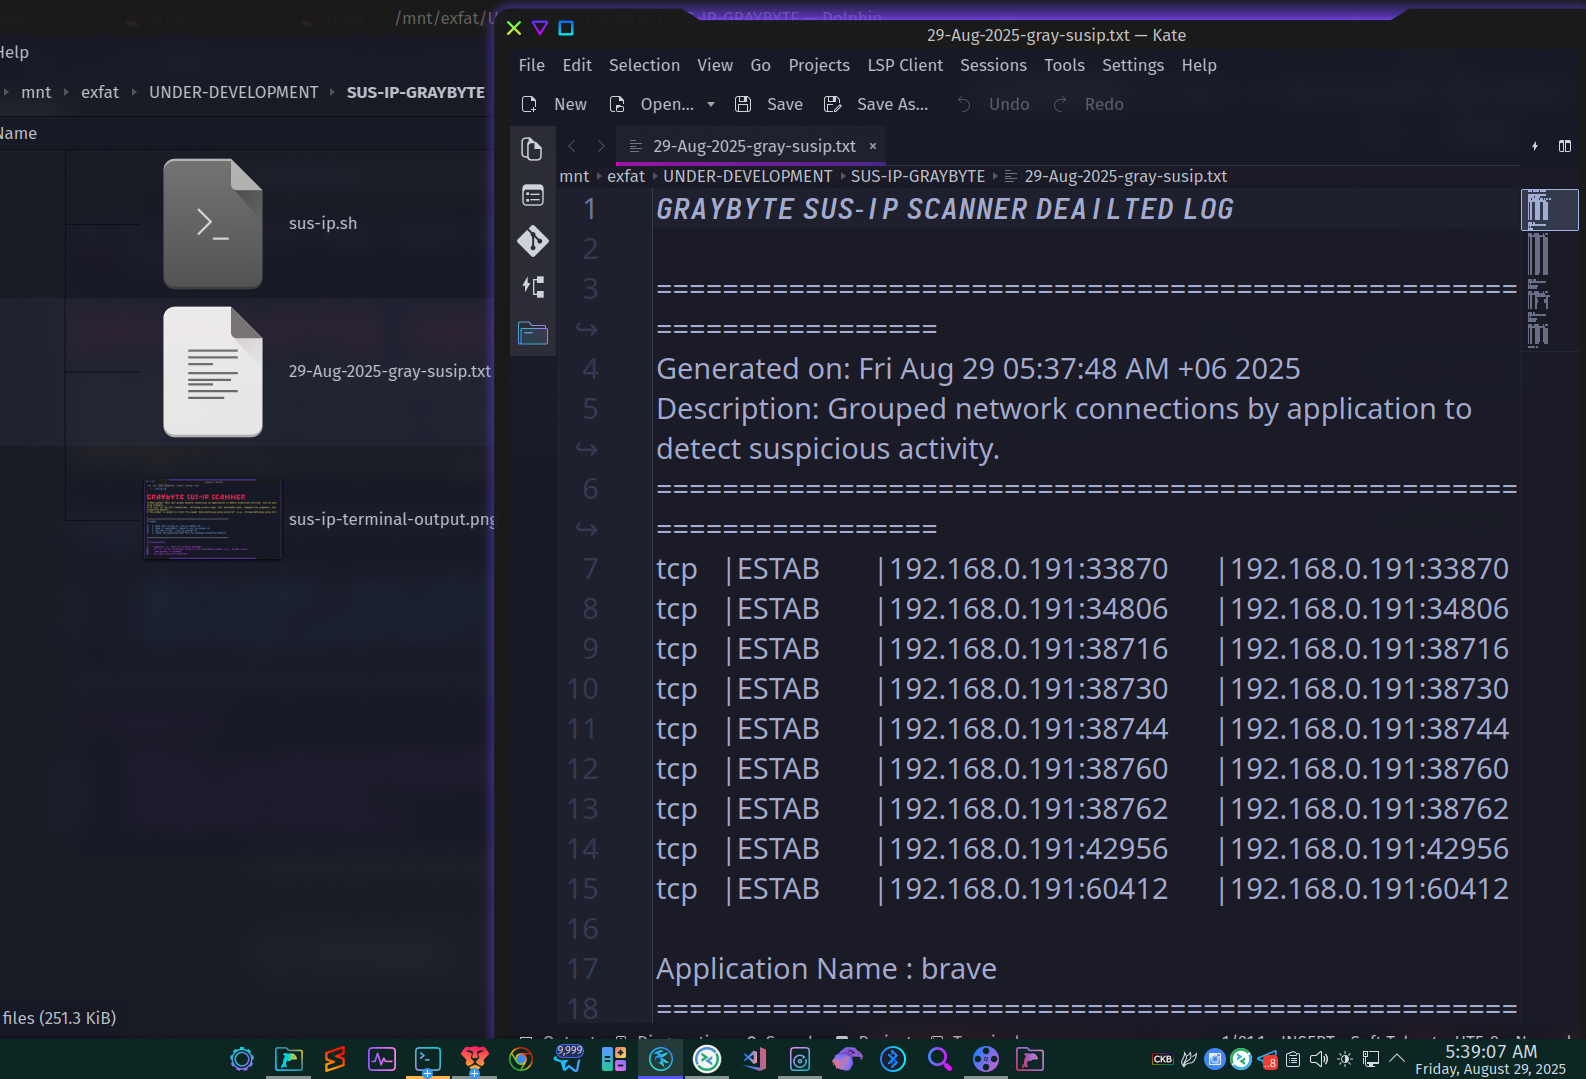 /mnt/exfat/U
IP-GRAYBYTE — Dolphin
Help
mnt exfat UNDER-DEVELOPMENT SUS-IP-GRAYBYTE
Name
sus-ip.sh
29-Aug-2025-gray-susip.txt
GRAYBYTE SUS-IP SCANNER
sus-ip-terminal-output.png
files (251.3 KiB)
29-Aug-2025-gray-susip.txt — Kate
File Edit Selection View Go Projects LSP Client Sessions Tools Settings Help
New Open... Save Save As... Undo Redo
29-Aug-2025-gray-susip.txt
mnt exfat UNDER-DEVELOPMENT SUS-IP-GRAYBYTE 29-Aug-2025-gray-susip.txt
1 GRAYBYTE SUS-IP SCANNER DEAILTED LOG
2
3 ====================================================
=================
4 Generated on: Fri Aug 29 05:37:48 AM +06 2025
5 Description: Grouped network connections by application to
detect suspicious activity.
6 ====================================================
=================
7 tcp |ESTAB |192.168.0.191:33870 |192.168.0.191:33870
8 tcp |ESTAB |192.168.0.191:34806 |192.168.0.191:34806
9 tcp |ESTAB |192.168.0.191:38716 |192.168.0.191:38716
10 tcp |ESTAB |192.168.0.191:38730 |192.168.0.191:38730
11 tcp |ESTAB |192.168.0.191:38744 |192.168.0.191:38744
12 tcp |ESTAB |192.168.0.191:38760 |192.168.0.191:38760
13 tcp |ESTAB |192.168.0.191:38762 |192.168.0.191:38762
14 tcp |ESTAB |192.168.0.191:42956 |192.168.0.191:42956
15 tcp |ESTAB |192.168.0.191:60412 |192.168.0.191:60412
16
17 Application Name : brave
18 ====================================================
9,999
CKB
8
5:39:07 AM
Friday, August 29, 2025